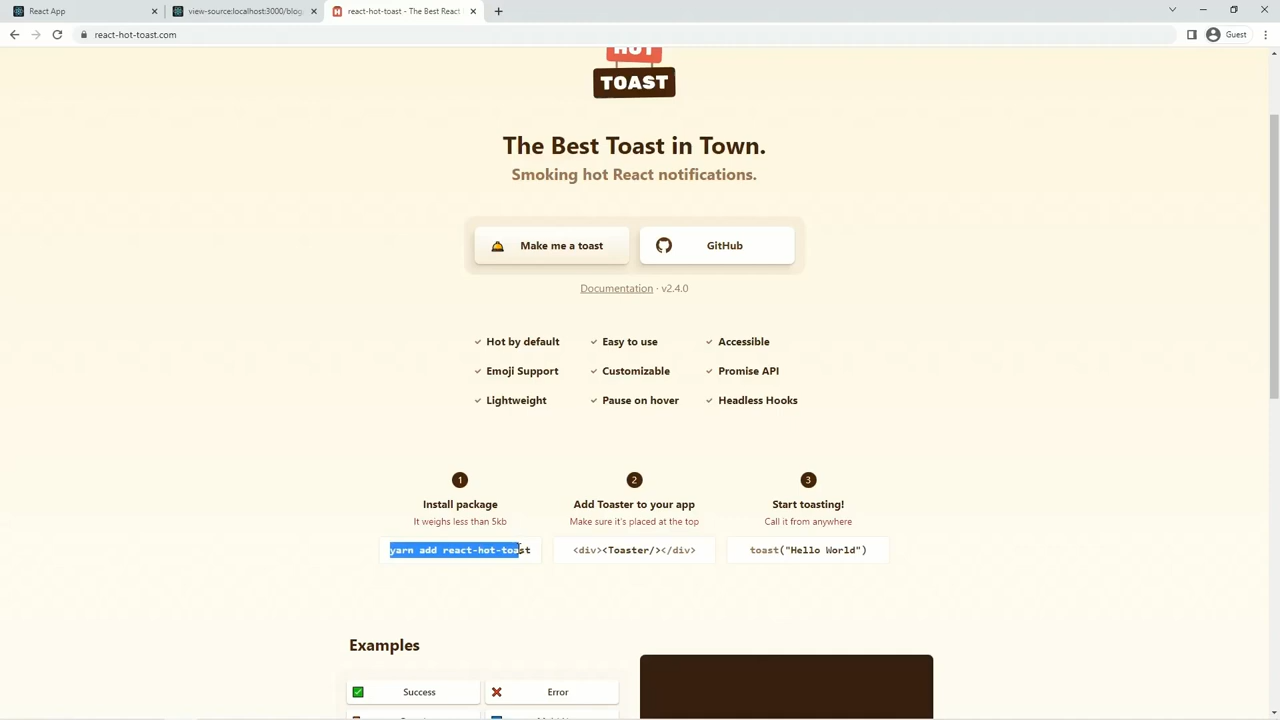 React App
view-source:localhost:3000/blog
react-hot-toast - The Best React
react-hot-toast.com
Guest
HOT
TOAST
The Best Toast in Town.
Smoking hot React notifications.
Make me a toast
GitHub
Documentation · v2.4.0
Hot by default
Easy to use
Accessible
Emoji Support
Customizable
Promise API
Lightweight
Pause on hover
Headless Hooks
1
2
3
Install package
Add Toaster to your app
Start toasting!
It weighs less than 5kb
Make sure it's placed at the top
Call it from anywhere
yarn add react-hot-toast
<div><Toaster/></div>
toast("Hello World")
Examples
Success
Error